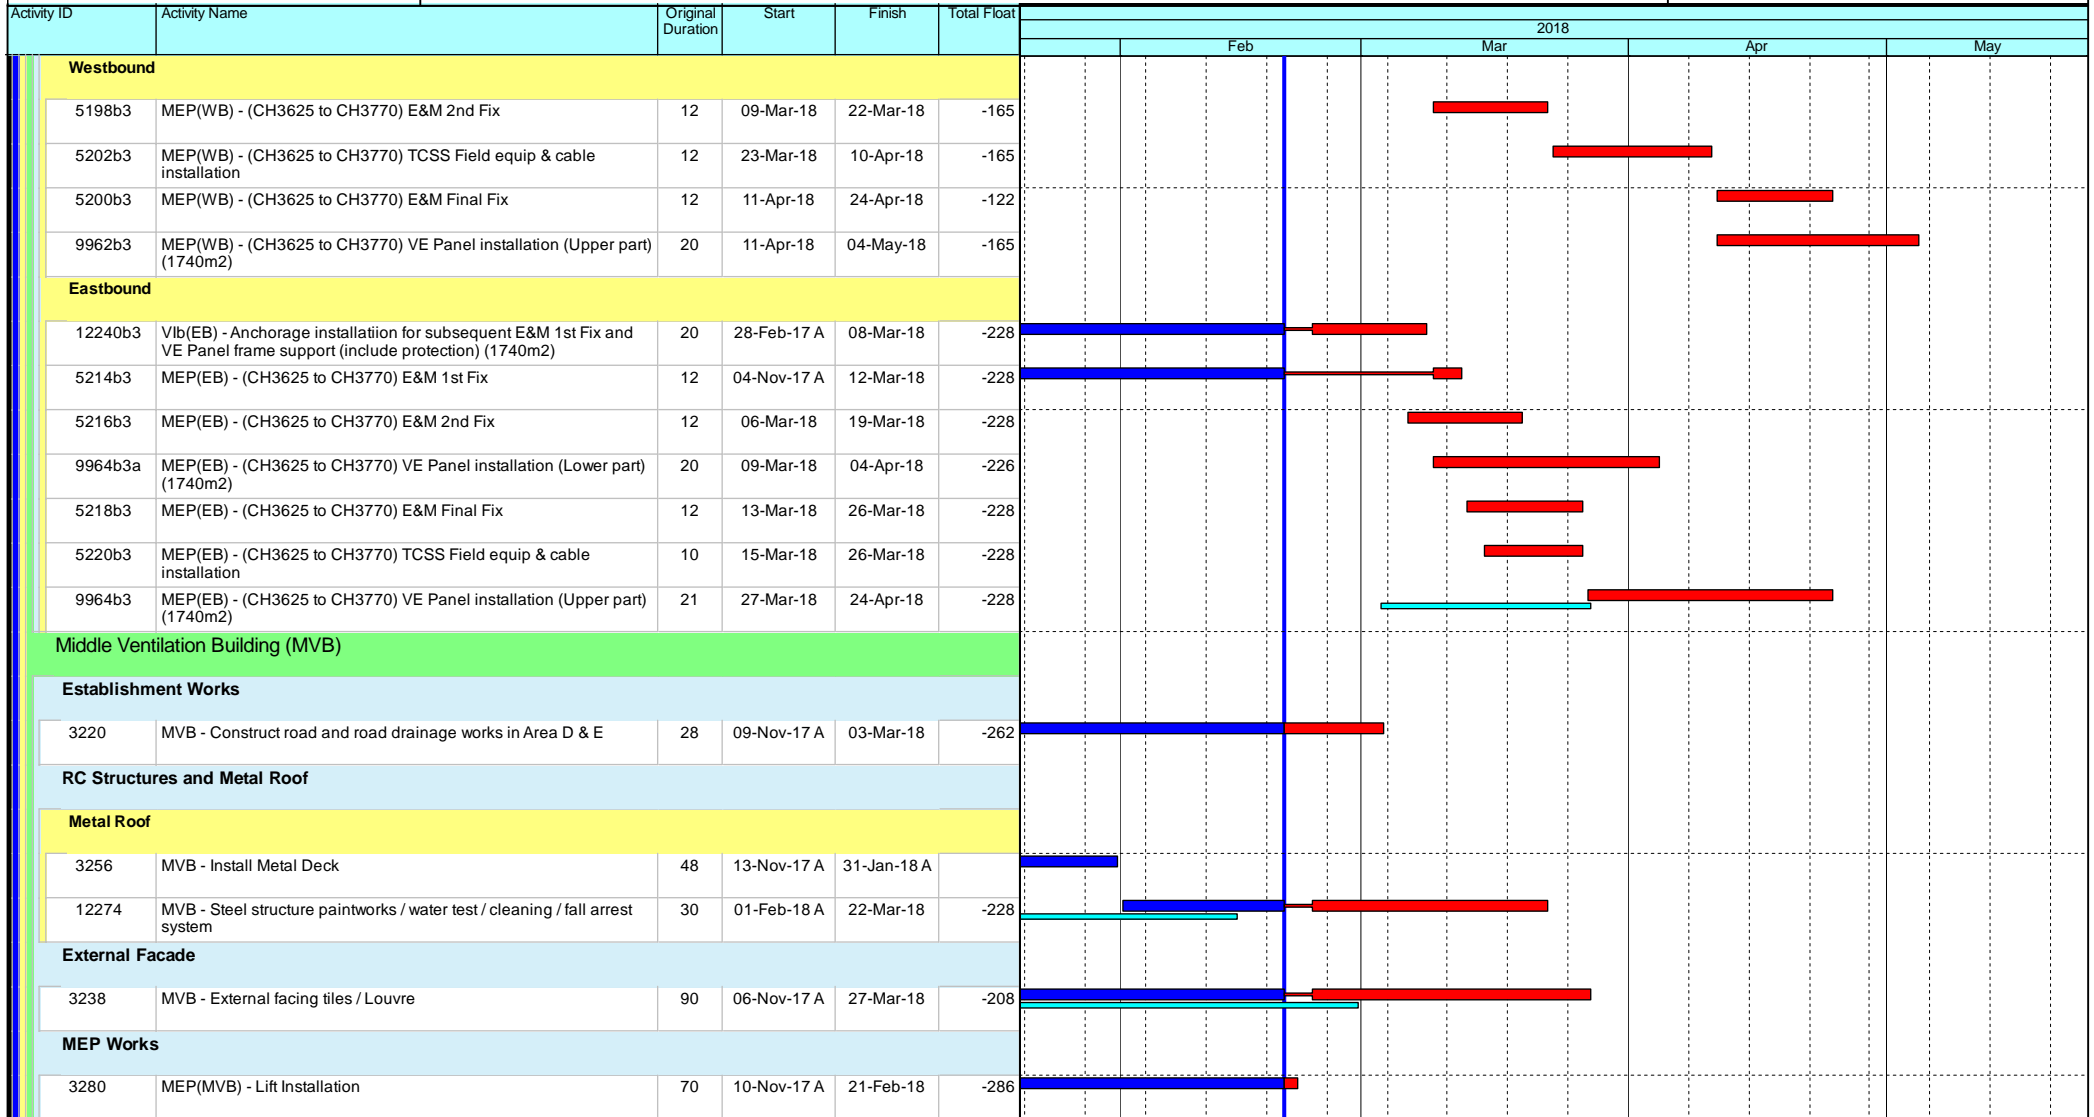 Activity ID Activity Name Original Start Finish Total Float
Duration
2018
Feb Mar Apr May
Westbound
5198b3 MEP(WB) - (CH3625 to CH3770) E&M 2nd Fix 12 09-Mar-18 22-Mar-18 -165
5202b3 MEP(WB) - (CH3625 to CH3770) TCSS Field equip & cable 12 23-Mar-18 10-Apr-18 -165
installation
5200b3 MEP(WB) - (CH3625 to CH3770) E&M Final Fix 12 11-Apr-18 24-Apr-18 -122
9962b3 MEP(WB) - (CH3625 to CH3770) VE Panel installation (Upper part) 20 11-Apr-18 04-May-18 -165
(1740m2)
Eastbound
12240b3 VIb(EB) - Anchorage installatiion for subsequent E&M 1st Fix and 20 28-Feb-17 A 08-Mar-18 -228
VE Panel frame support (include protection) (1740m2)
5214b3 MEP(EB) - (CH3625 to CH3770) E&M 1st Fix 12 04-Nov-17 A 12-Mar-18 -228
5216b3 MEP(EB) - (CH3625 to CH3770) E&M 2nd Fix 12 06-Mar-18 19-Mar-18 -228
9964b3a MEP(EB) - (CH3625 to CH3770) VE Panel installation (Lower part) 20 09-Mar-18 04-Apr-18 -226
(1740m2)
5218b3 MEP(EB) - (CH3625 to CH3770) E&M Final Fix 12 13-Mar-18 26-Mar-18 -228
5220b3 MEP(EB) - (CH3625 to CH3770) TCSS Field equip & cable 10 15-Mar-18 26-Mar-18 -228
installation
9964b3 MEP(EB) - (CH3625 to CH3770) VE Panel installation (Upper part) 21 27-Mar-18 24-Apr-18 -228
(1740m2)
Middle Ventilation Building (MVB)
Establishment Works
3220 MVB - Construct road and road drainage works in Area D & E 28 09-Nov-17 A 03-Mar-18 -262
RC Structures and Metal Roof
Metal Roof
3256 MVB - Install Metal Deck 48 13-Nov-17 A 31-Jan-18 A
12274 MVB - Steel structure paintworks / water test / cleaning / fall arrest 30 01-Feb-18 A 22-Mar-18 -228
system
External Facade
3238 MVB - External facing tiles / Louvre 90 06-Nov-17 A 27-Mar-18 -208
MEP Works
3280 MEP(MVB) - Lift Installation 70 10-Nov-17 A 21-Feb-18 -286